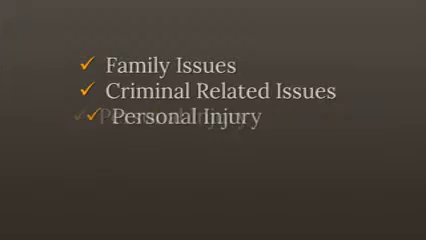 ✓ Family Issues
✓ Criminal Related Issues
✓ Personal Injury